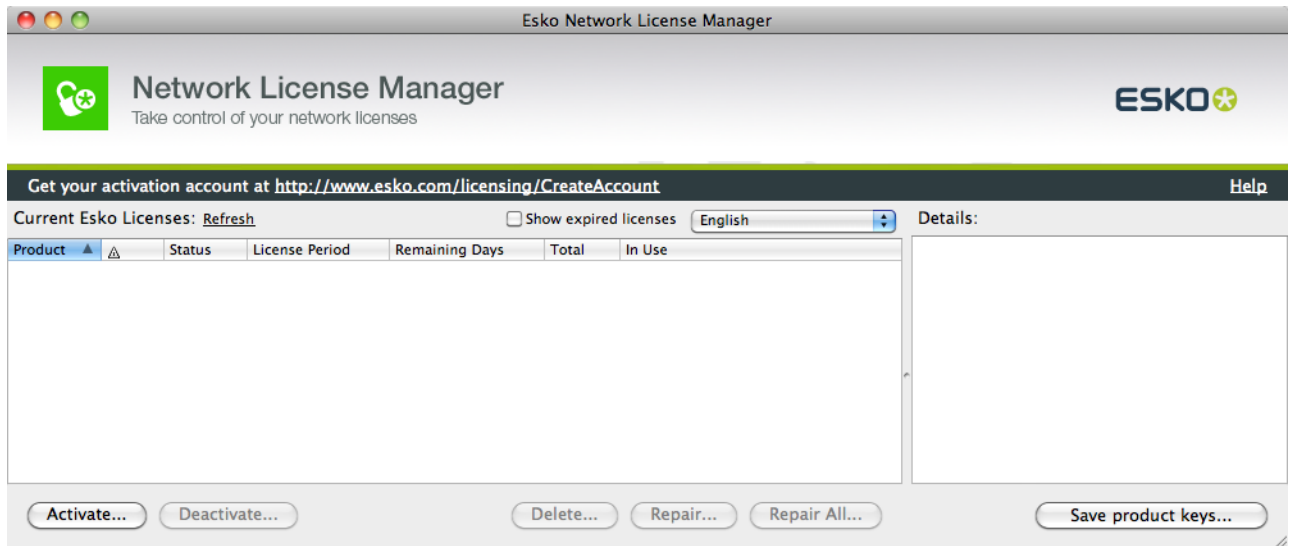 Esko Network License Manager
Network License Manager
Take control of your network licenses
ESKO
Get your activation account at http://www.esko.com/licensing/CreateAccount Help
Current Esko Licenses: Refresh Show expired licenses English Details:
Product Status License Period Remaining Days Total In Use
Activate... Deactivate... Delete... Repair... Repair All... Save product keys...